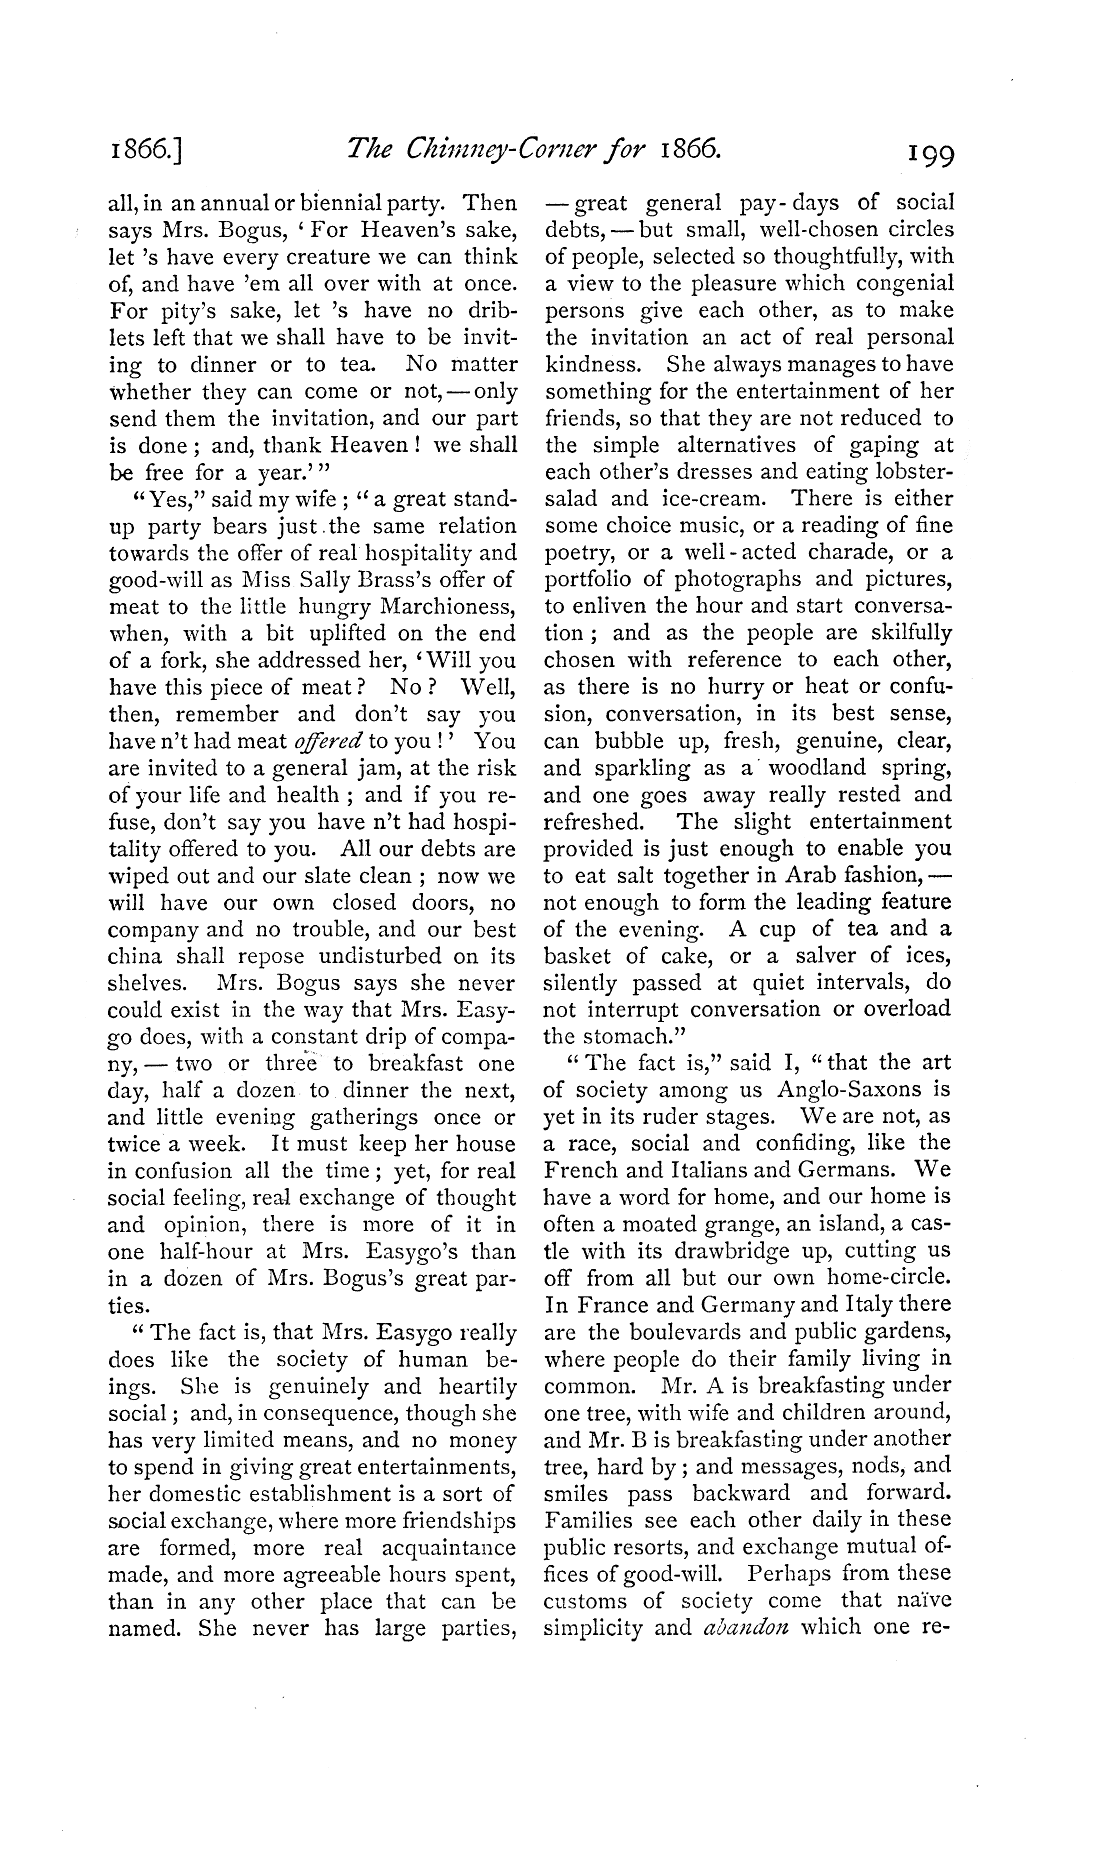 1866.] The Chimney-Corner for 1866. 199
all, in an annual or biennial party. Then
says Mrs. Bogus, ‘ For Heaven's sake,
let 's have every creature we can think
of, and have 'em all over with at once.
For pity's sake, let 's have no drib-
lets left that we shall have to be invit-
ing to dinner or to tea. No matter
whether they can come or not, — only
send them the invitation, and our part
is done ; and, thank Heaven ! we shall
be free for a year.’ ”
“ Yes,” said my wife ; “ a great stand-
up party bears just the same relation
towards the offer of real hospitality and
good-will as Miss Sally Brass's offer of
meat to the little hungry Marchioness,
when, with a bit uplifted on the end
of a fork, she addressed her, ‘ Will you
have this piece of meat ? No ? Well,
then, remember and don't say you
have n't had meat offered to you ! ’ You
are invited to a general jam, at the risk
of your life and health ; and if you re-
fuse, don't say you have n't had hospi-
tality offered to you. All our debts are
wiped out and our slate clean ; now we
will have our own closed doors, no
company and no trouble, and our best
china shall repose undisturbed on its
shelves. Mrs. Bogus says she never
could exist in the way that Mrs. Easy-
go does, with a constant drip of compa-
ny, — two or three to breakfast one
day, half a dozen to dinner the next,
and little evening gatherings once or
twice a week. It must keep her house
in confusion all the time ; yet, for real
social feeling, real exchange of thought
and opinion, there is more of it in
one half-hour at Mrs. Easygo's than
in a dozen of Mrs. Bogus's great par-
ties.
“ The fact is, that Mrs. Easygo really
does like the society of human be-
ings. She is genuinely and heartily
social ; and, in consequence, though she
has very limited means, and no money
to spend in giving great entertainments,
her domestic establishment is a sort of
social exchange, where more friendships
are formed, more real acquaintance
made, and more agreeable hours spent,
than in any other place that can be
named. She never has large parties,
— great general pay-days of social
debts, — but small, well-chosen circles
of people, selected so thoughtfully, with
a view to the pleasure which congenial
persons give each other, as to make
the invitation an act of real personal
kindness. She always manages to have
something for the entertainment of her
friends, so that they are not reduced to
the simple alternatives of gaping at
each other's dresses and eating lobster-
salad and ice-cream. There is either
some choice music, or a reading of fine
poetry, or a well-acted charade, or a
portfolio of photographs and pictures,
to enliven the hour and start conversa-
tion ; and as the people are skilfully
chosen with reference to each other,
as there is no hurry or heat or confu-
sion, conversation, in its best sense,
can bubble up, fresh, genuine, clear,
and sparkling as a woodland spring,
and one goes away really rested and
refreshed. The slight entertainment
provided is just enough to enable you
to eat salt together in Arab fashion, —
not enough to form the leading feature
of the evening. A cup of tea and a
basket of cake, or a salver of ices,
silently passed at quiet intervals, do
not interrupt conversation or overload
the stomach.”
“ The fact is,” said I, “ that the art
of society among us Anglo-Saxons is
yet in its ruder stages. We are not, as
a race, social and confiding, like the
French and Italians and Germans. We
have a word for home, and our home is
often a moated grange, an island, a cas-
tle with its drawbridge up, cutting us
off from all but our own home-circle.
In France and Germany and Italy there
are the boulevards and public gardens,
where people do their family living in
common. Mr. A is breakfasting under
one tree, with wife and children around,
and Mr. B is breakfasting under another
tree, hard by ; and messages, nods, and
smiles pass backward and forward.
Families see each other daily in these
public resorts, and exchange mutual of-
fices of good-will. Perhaps from these
customs of society come that naïve
simplicity and abandon which one re-